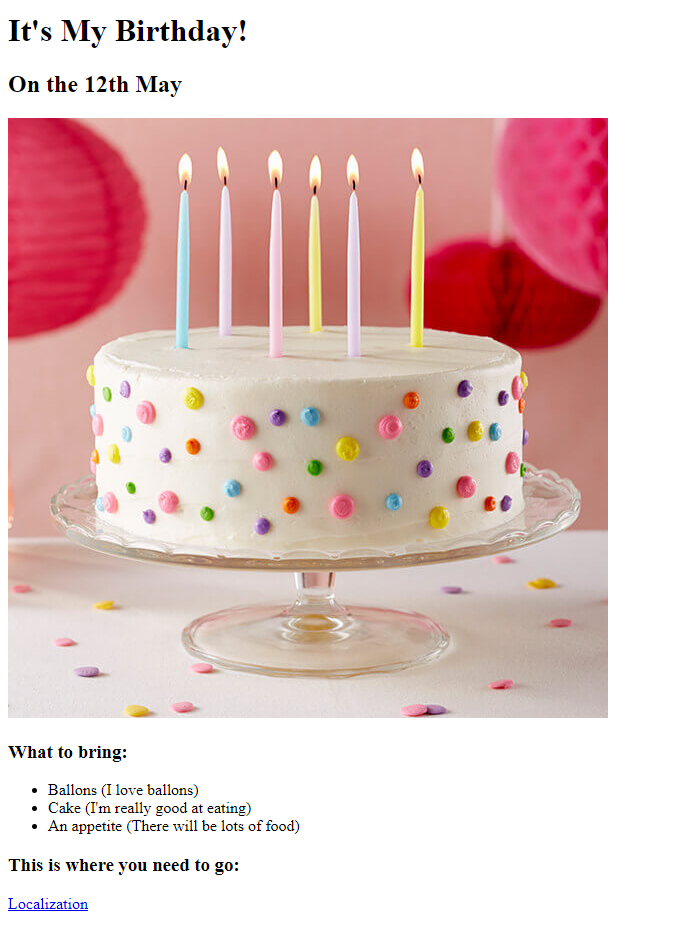 It's My Birthday!
On the 12th May
What to bring:
Ballons (I love ballons)
Cake (I'm really good at eating)
An appetite (There will be lots of food)
This is where you need to go:
Localization